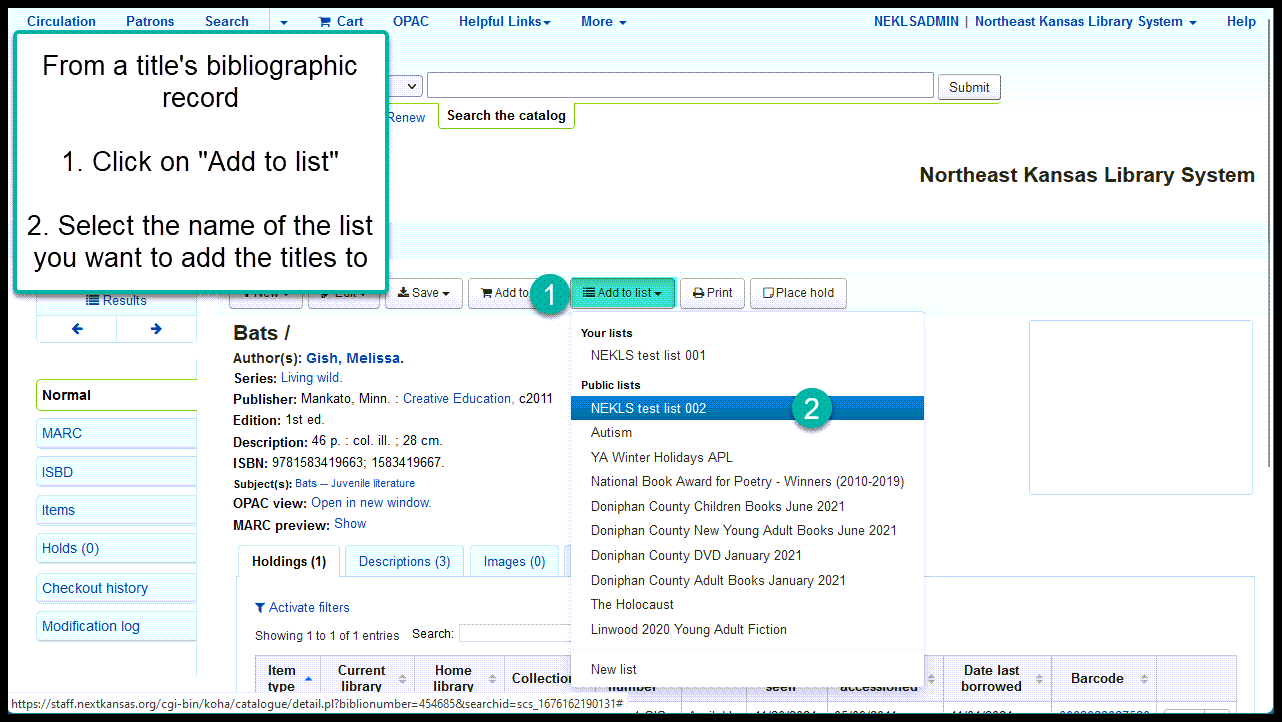 Circulation Patrons Search Cart OPAC Helpful Links More NEKLSADMIN | Northeast Kansas Library System Help
From a title's bibliographic
record
1. Click on "Add to list"
2. Select the name of the list
you want to add the titles to
Submit
Renew Search the catalog
Northeast Kansas Library System
Results
New Edit Save Add to 1 Add to list Print Place hold
Bats /
Author(s): Gish, Melissa.
Series: Living wild.
Publisher: Mankato, Minn. : Creative Education, c2011
Edition: 1st ed.
Description: 46 p. : col. ill. ; 28 cm.
ISBN: 9781583419663; 1583419667.
Subject(s): Bats -- Juvenile literature
OPAC view: Open in new window.
MARC preview: Show
Normal
MARC
ISBD
Items
Holds (0)
Checkout history
Modification log
Your lists
NEKLS test list 001
Public lists
NEKLS test list 002 2
Autism
YA Winter Holidays APL
National Book Award for Poetry - Winners (2010-2019)
Doniphan County Children Books June 2021
Doniphan County New Young Adult Books June 2021
Doniphan County DVD January 2021
Doniphan County Adult Books January 2021
The Holocaust
Linwood 2020 Young Adult Fiction
New list
Holdings (1) Descriptions (3) Images (0)
Activate filters
Showing 1 to 1 of 1 entries Search:
Item
type
Current
library
Home
library
Collection
number
seen
accessioned
Date last
borrowed
Barcode
https://staff.nextkansas.org/cgi-bin/koha/catalogue/detail.pl?biblionumber=454685&searchid=scs_1676162190131#